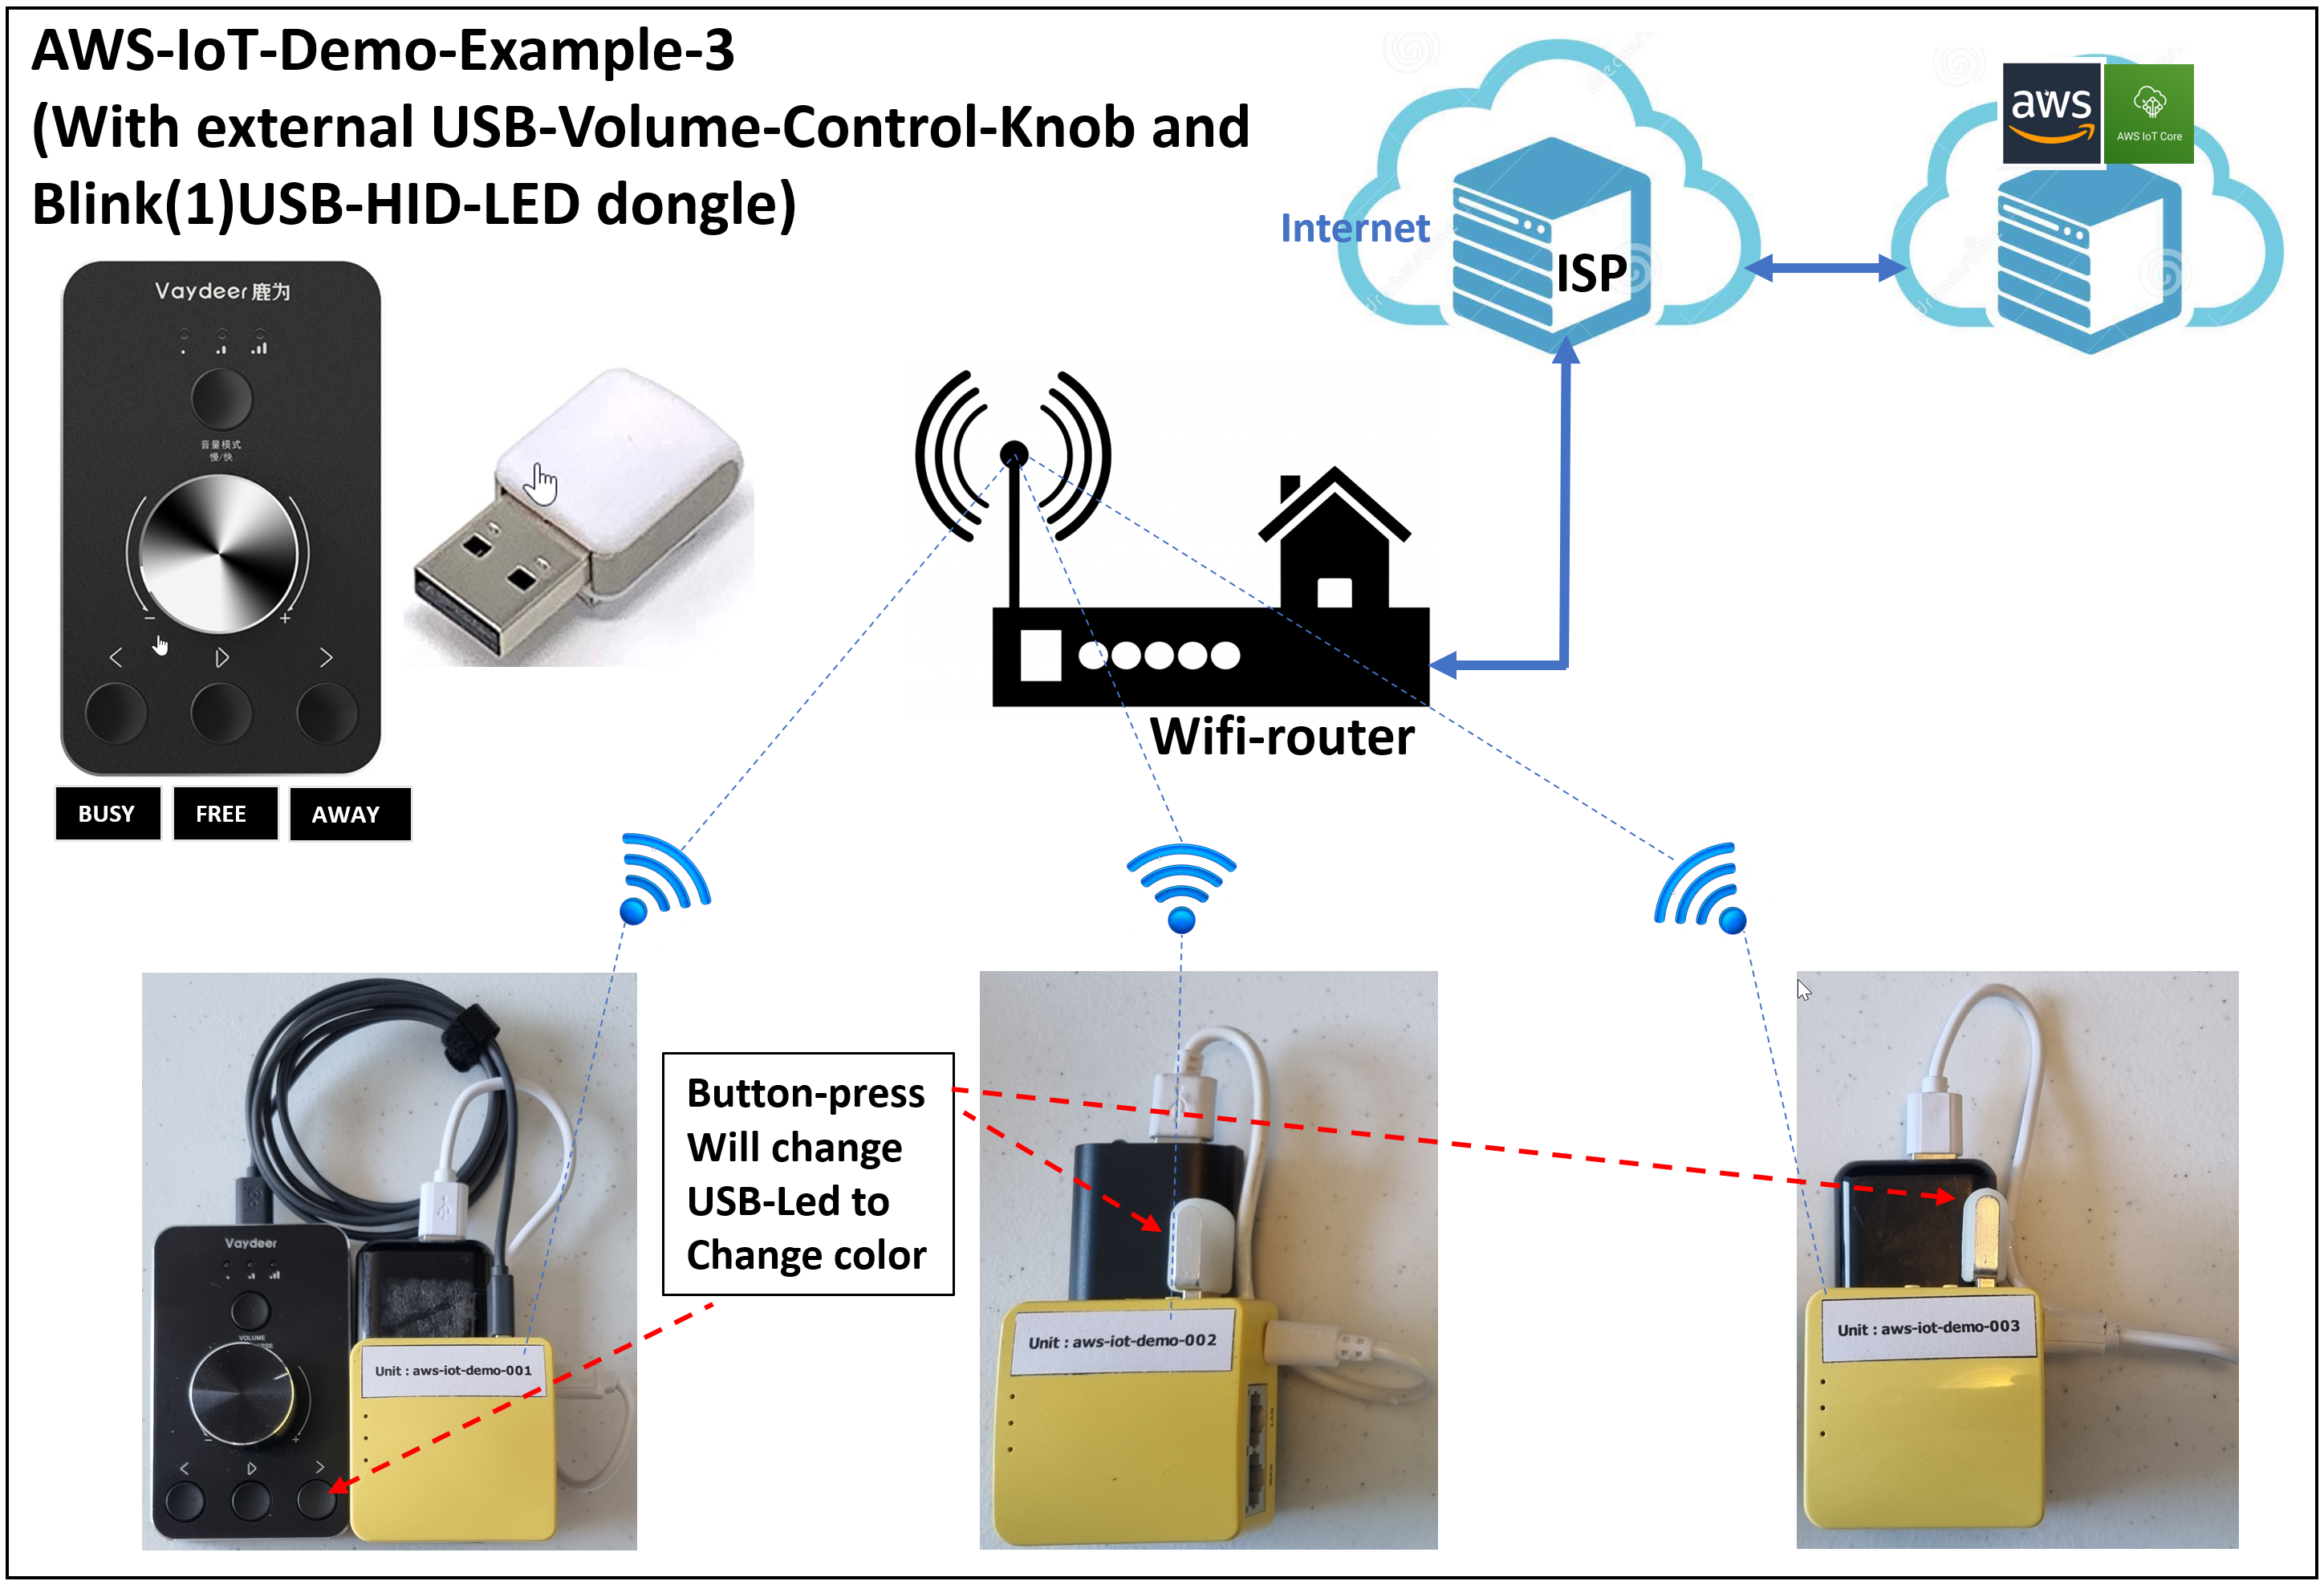 AWS-IoT-Demo-Example-3
(With external USB-Volume-Control-Knob and
Blink(1)USB-HID-LED dongle)
aws
AWS IoT Core
Internet
ISP
Vaydeer 鹿为
音量模式
慢/快
Wifi-router
BUSY
FREE
AWAY
Button-press
Will change
USB-Led to
Change color
Vaydeer
VOLUME
Unit : aws-iot-demo-001
Unit : aws-iot-demo-002
LAN
WAN
Unit : aws-iot-demo-003